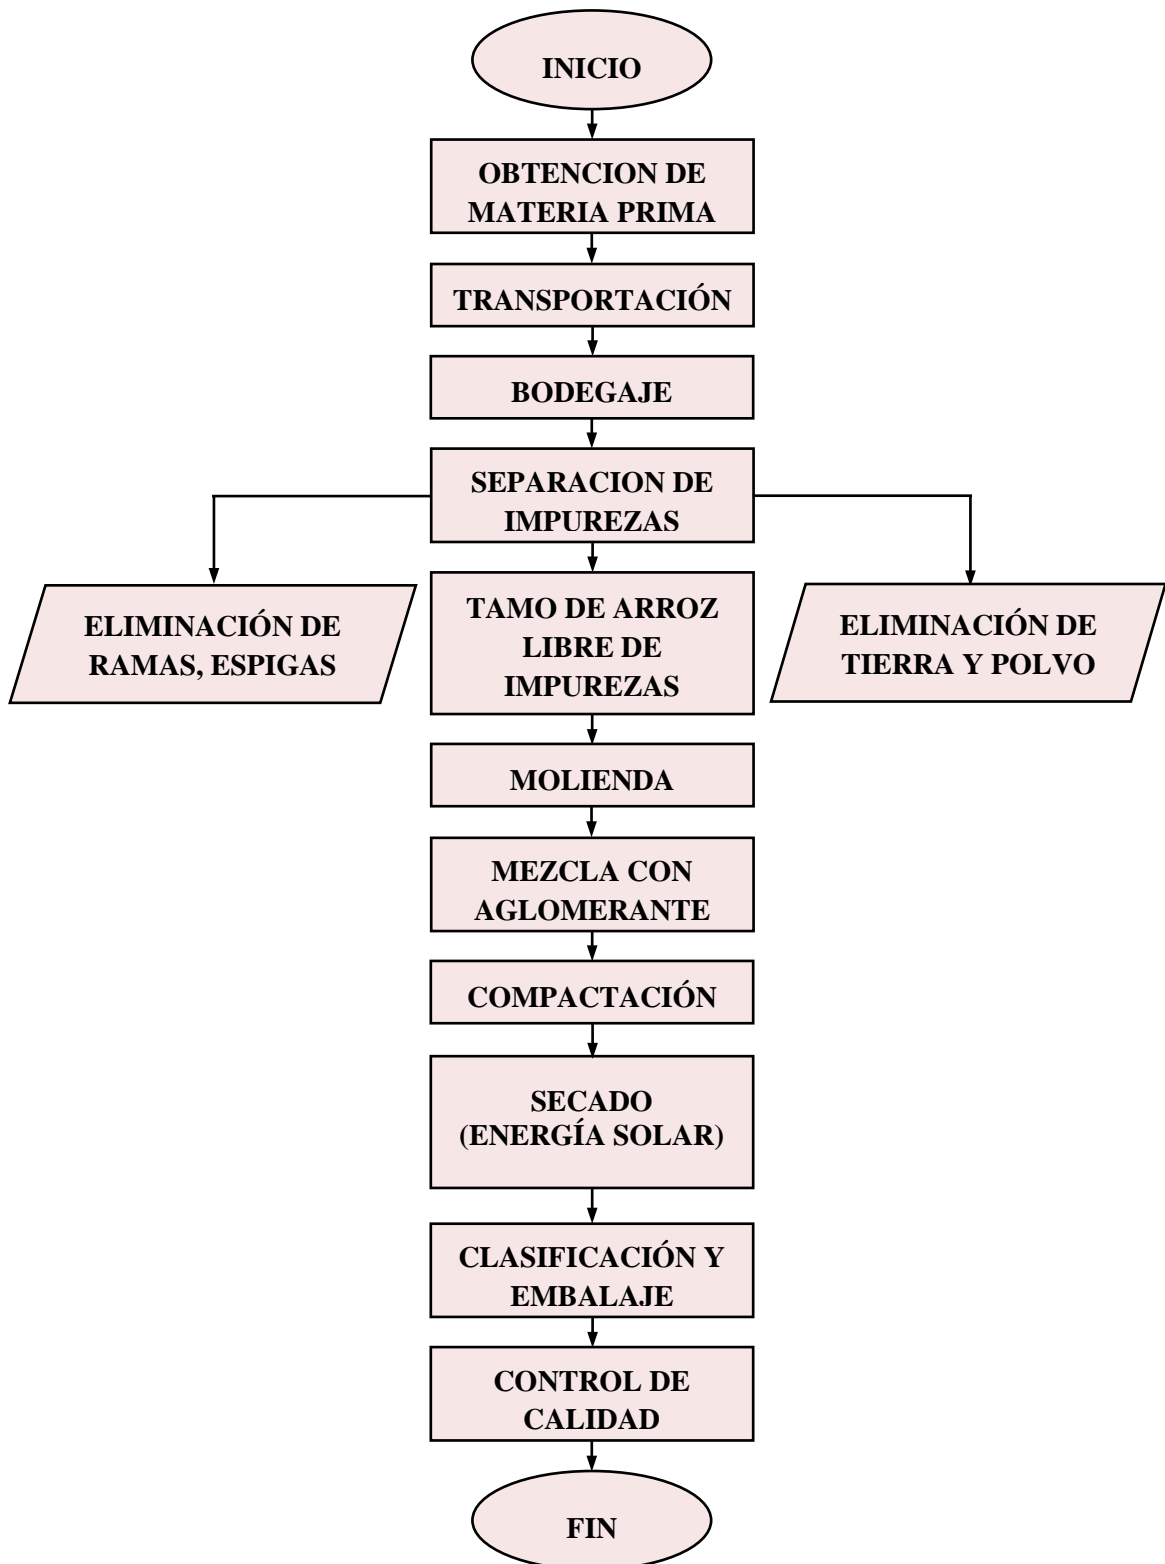 INICIO
OBTENCION DE
MATERIA PRIMA
TRANSPORTACIÓN
BODEGAJE
SEPARACION DE
IMPUREZAS
ELIMINACIÓN DE
RAMAS, ESPIGAS
TAMO DE ARROZ
LIBRE DE
IMPUREZAS
ELIMINACIÓN DE
TIERRA Y POLVO
MOLIENDA
MEZCLA CON
AGLOMERANTE
COMPACTACIÓN
SECADO
(ENERGÍA SOLAR)
CLASIFICACIÓN Y
EMBALAJE
CONTROL DE
CALIDAD
FIN